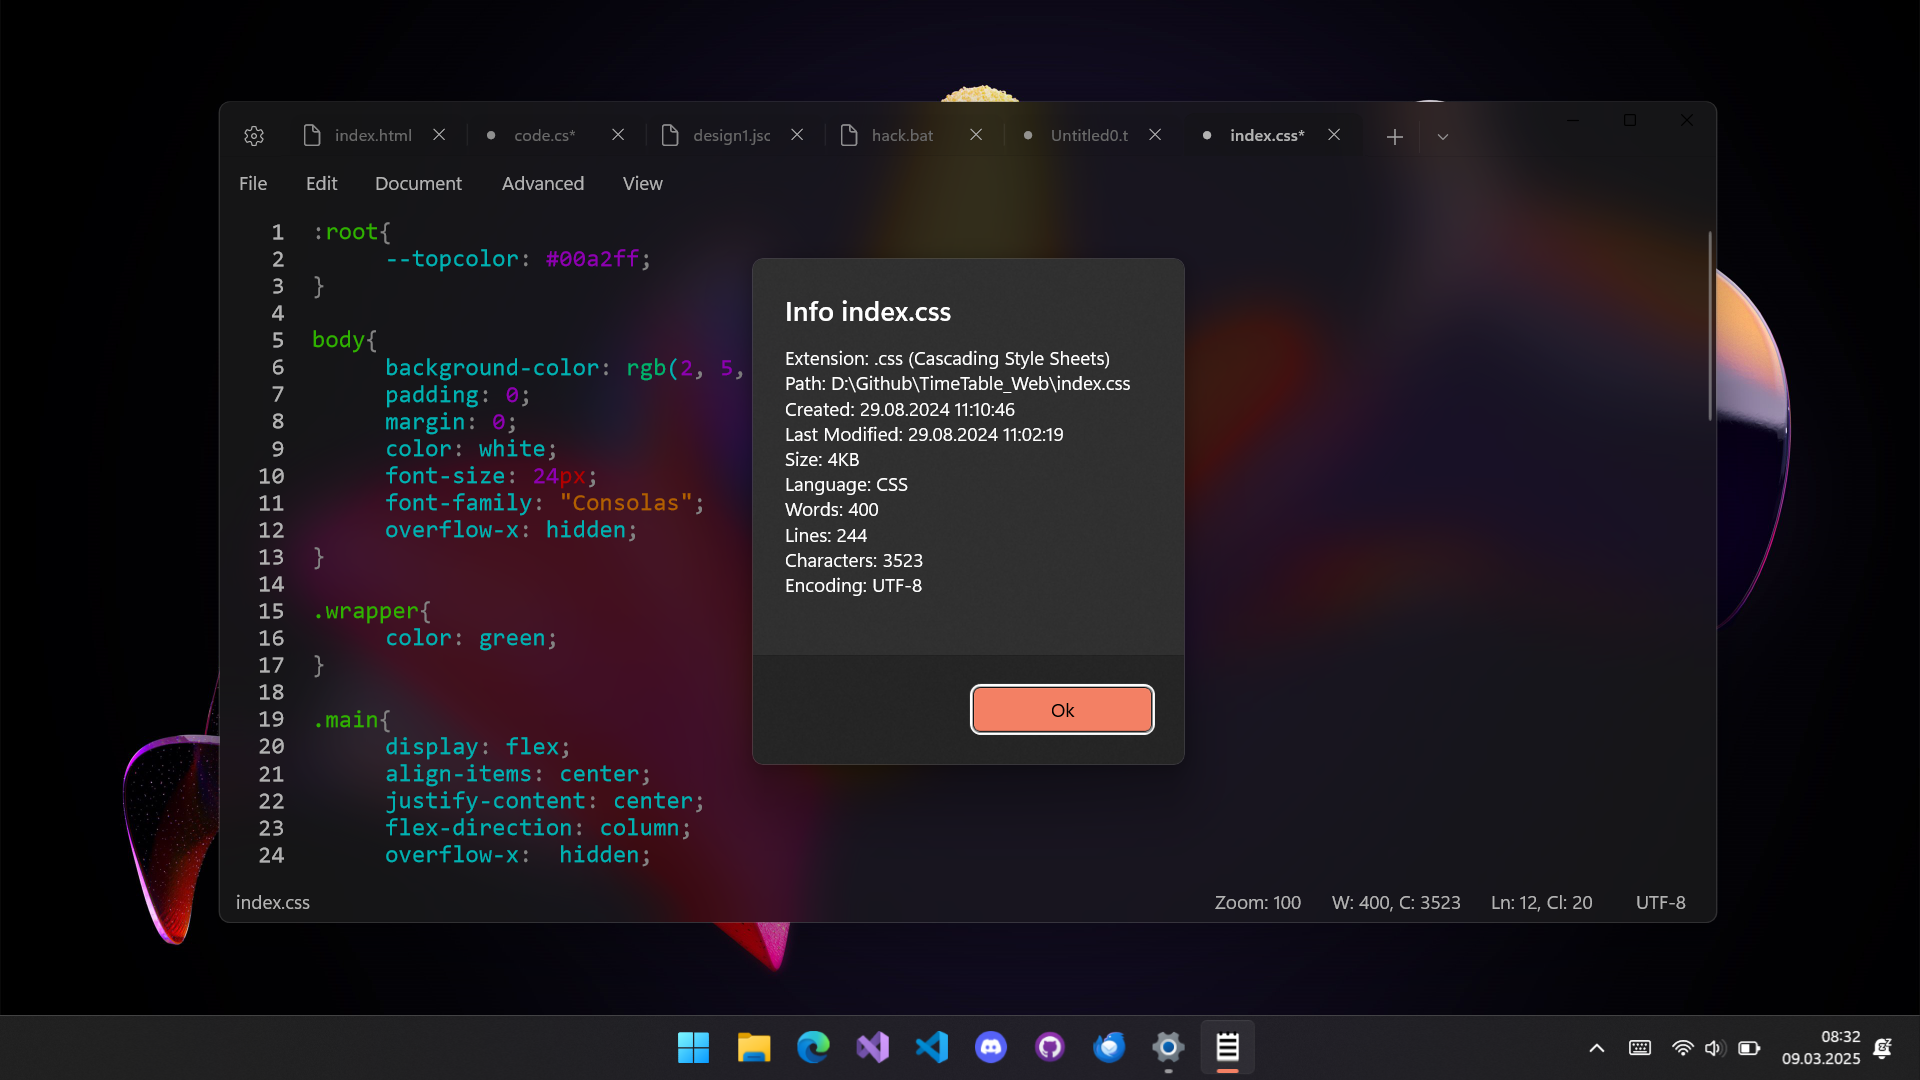 index.html
code.cs*
design1.jsc
hack.bat
Untitled0.t
index.css*
File Edit Document Advanced View
1 :root{
2 --topcolor: #00a2ff;
3 }
4
5 body{
6 background-color: rgb(2, 5,
7 padding: 0;
8 margin: 0;
9 color: white;
10 font-size: 24px;
11 font-family: "Consolas";
12 overflow-x: hidden;
13 }
14
15 .wrapper{
16 color: green;
17 }
18
19 .main{
20 display: flex;
21 align-items: center;
22 justify-content: center;
23 flex-direction: column;
24 overflow-x: hidden;
Info index.css
Extension: .css (Cascading Style Sheets)
Path: D:\Github\TimeTable_Web\index.css
Created: 29.08.2024 11:10:46
Last Modified: 29.08.2024 11:02:19
Size: 4KB
Language: CSS
Words: 400
Lines: 244
Characters: 3523
Encoding: UTF-8
Ok
index.css
Zoom: 100
W: 400, C: 3523
Ln: 12, Cl: 20
UTF-8
08:32
09.03.2025